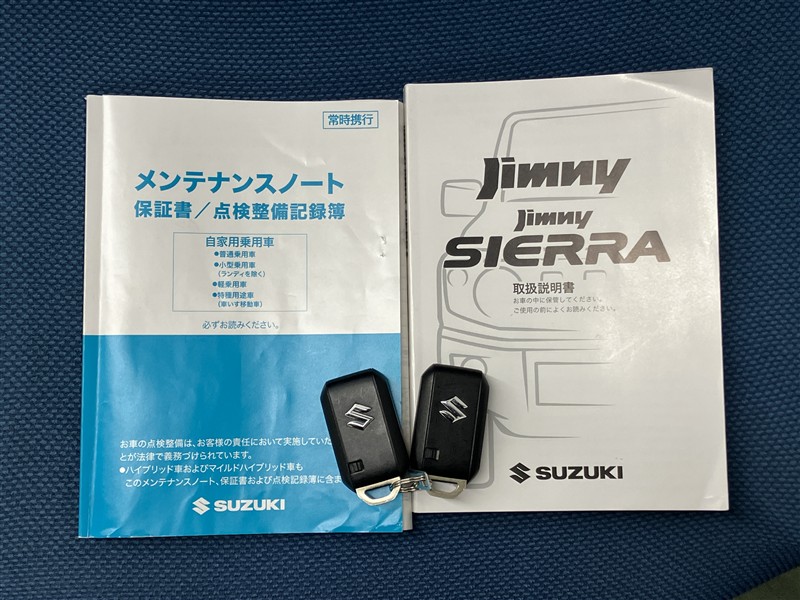 常時携行
メンテナンスノート
保証書／点検整備記録簿
自家用乗用車
●普通乗用車
●小型乗用車
（ランディを除く）
●軽乗用車
●特種用途車
（車いす移動車）
必ずお読みください。
お車の点検整備は、お客様の責任において実施していた
とが法律で義務づけられています。
●ハイブリッド車およびマイルドハイブリッド車も
このメンテナンスノート、保証書および点検記録簿に含ま
SUZUKI
Jimny
Jimny
SIERRA
取扱説明書
お車の中に保管してください。
ご使用の前によくお読みください。
SUZUKI